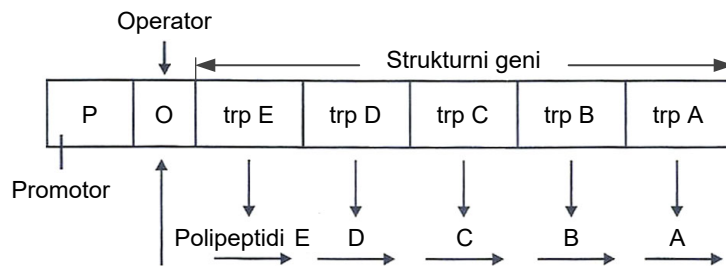 Operator
Strukturni geni
P O trp E trp D trp C trp B trp A
Promotor
Polipeptidi E D C B A